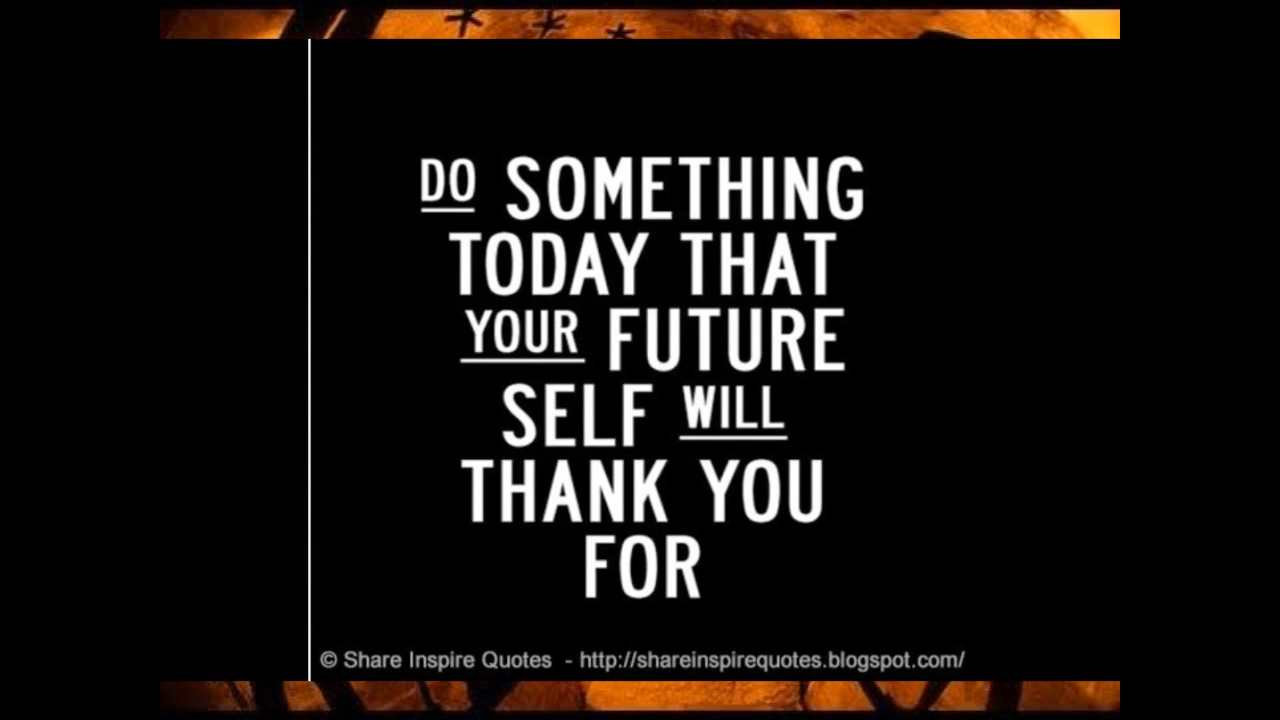 DO SOMETHING
TODAY THAT
YOUR FUTURE
SELF WILL
THANK YOU
FOR
© Share Inspire Quotes - http://shareinspirequotes.blogspot.com/